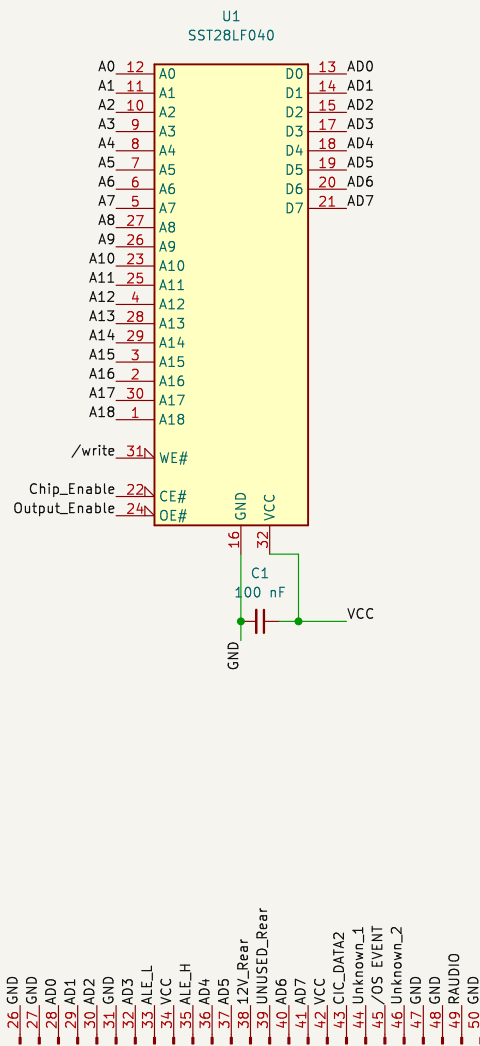 U1
SST28LF040
A0 12 A0 D0 13 AD0
A1 11 A1 D1 14 AD1
A2 10 A2 D2 15 AD2
A3 9 A3 D3 17 AD3
A4 8 A4 D4 18 AD4
A5 7 A5 D5 19 AD5
A6 6 A6 D6 20 AD6
A7 5 A7 D7 21 AD7
A8 27 A8
A9 26 A9
A10 23 A10
A11 25 A11
A12 4 A12
A13 28 A13
A14 29 A14
A15 3 A15
A16 2 A16
A17 30 A17
A18 1 A18
/write 31 WE#
Chip_Enable 22 CE#
Output_Enable 24 OE#
GND VCC
16 32
C1
100 nF
VCC
GND
26 GND
27 GND
28 AD0
29 AD1
30 AD2
31 GND
32 AD3
33 ALE_L
34 VCC
35 ALE_H
36 AD4
37 AD5
38 12V_Rear
39 UNUSED_Rear
40 AD6
41 AD7
42 VCC
43 CIC_DATA2
44 Unknown_1
45 /OS EVENT
46 Unknown_2
47 GND
48 GND
49 RAUDIO
50 GND